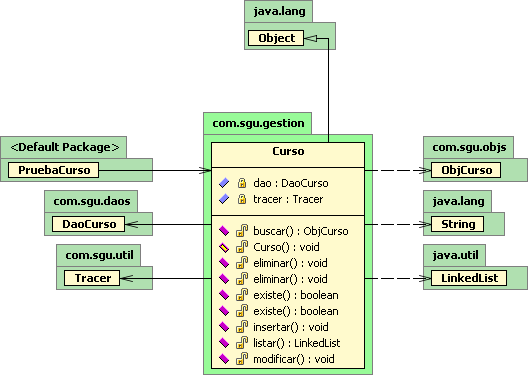 java.lang
Object
com.sgu.gestion
Curso
dao : DaoCurso
tracer : Tracer
buscar() : ObjCurso
Curso() : void
eliminar() : void
eliminar() : void
existe() : boolean
existe() : boolean
insertar() : void
listar() : LinkedList
modificar() : void
<Default Package>
PruebaCurso
com.sgu.daos
DaoCurso
com.sgu.util
Tracer
com.sgu.objs
ObjCurso
java.lang
String
java.util
LinkedList